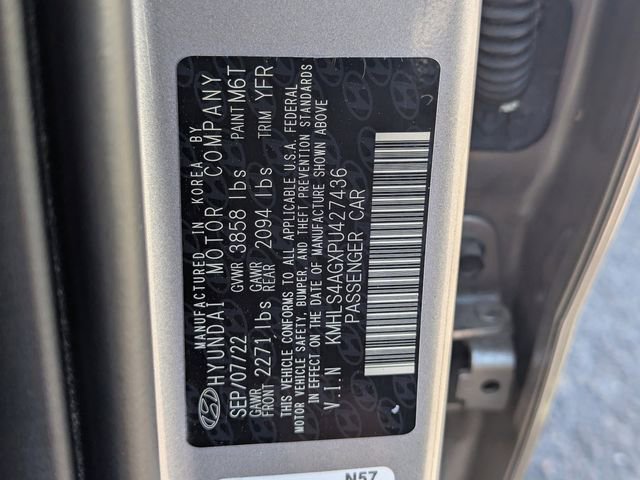 MANUFACTURED IN KOREA BY
HYUNDAI MOTOR COMPANY
SEP/07/22 GVWR 3858 lbs PAINT M6T
GAWR FRONT 2271 lbs GAWR REAR 2094 lbs TRIM YFR
THIS VEHICLE CONFORMS TO ALL APPLICABLE U.S.A. FEDERAL
MOTOR VEHICLE SAFETY, BUMPER, AND THEFT PREVENTION STANDARDS
IN EFFECT ON THE DATE OF MANUFACTURE SHOWN ABOVE
V.I.N KMHLS4AGXPU427436
PASSENGER CAR
N57